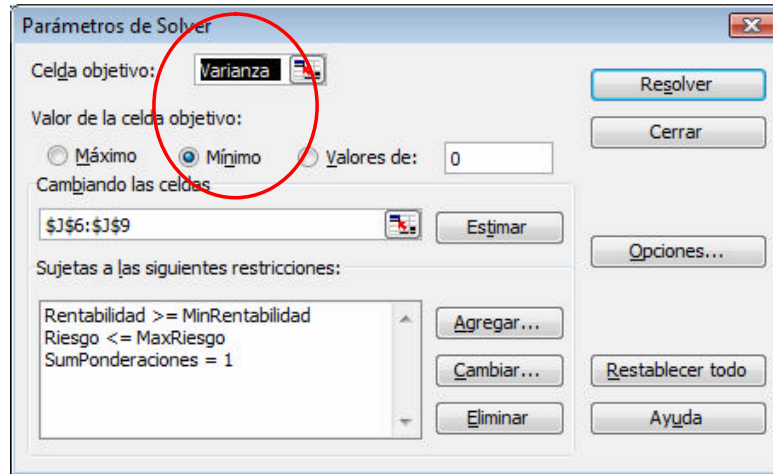 Parámetros de Solver
Celda objetivo: Varianza
Resolver
Valor de la celda objetivo:
Cerrar
Máximo Mínimo Valores de: 0
Cambiando las celdas
$J$6:$J$9 Estimar
Opciones...
Sujetas a las siguientes restricciones:
Rentabilidad >= MinRentabilidad
Riesgo <= MaxRiesgo
SumPonderaciones = 1
Agregar...
Cambiar...
Restablecer todo
Eliminar
Ayuda